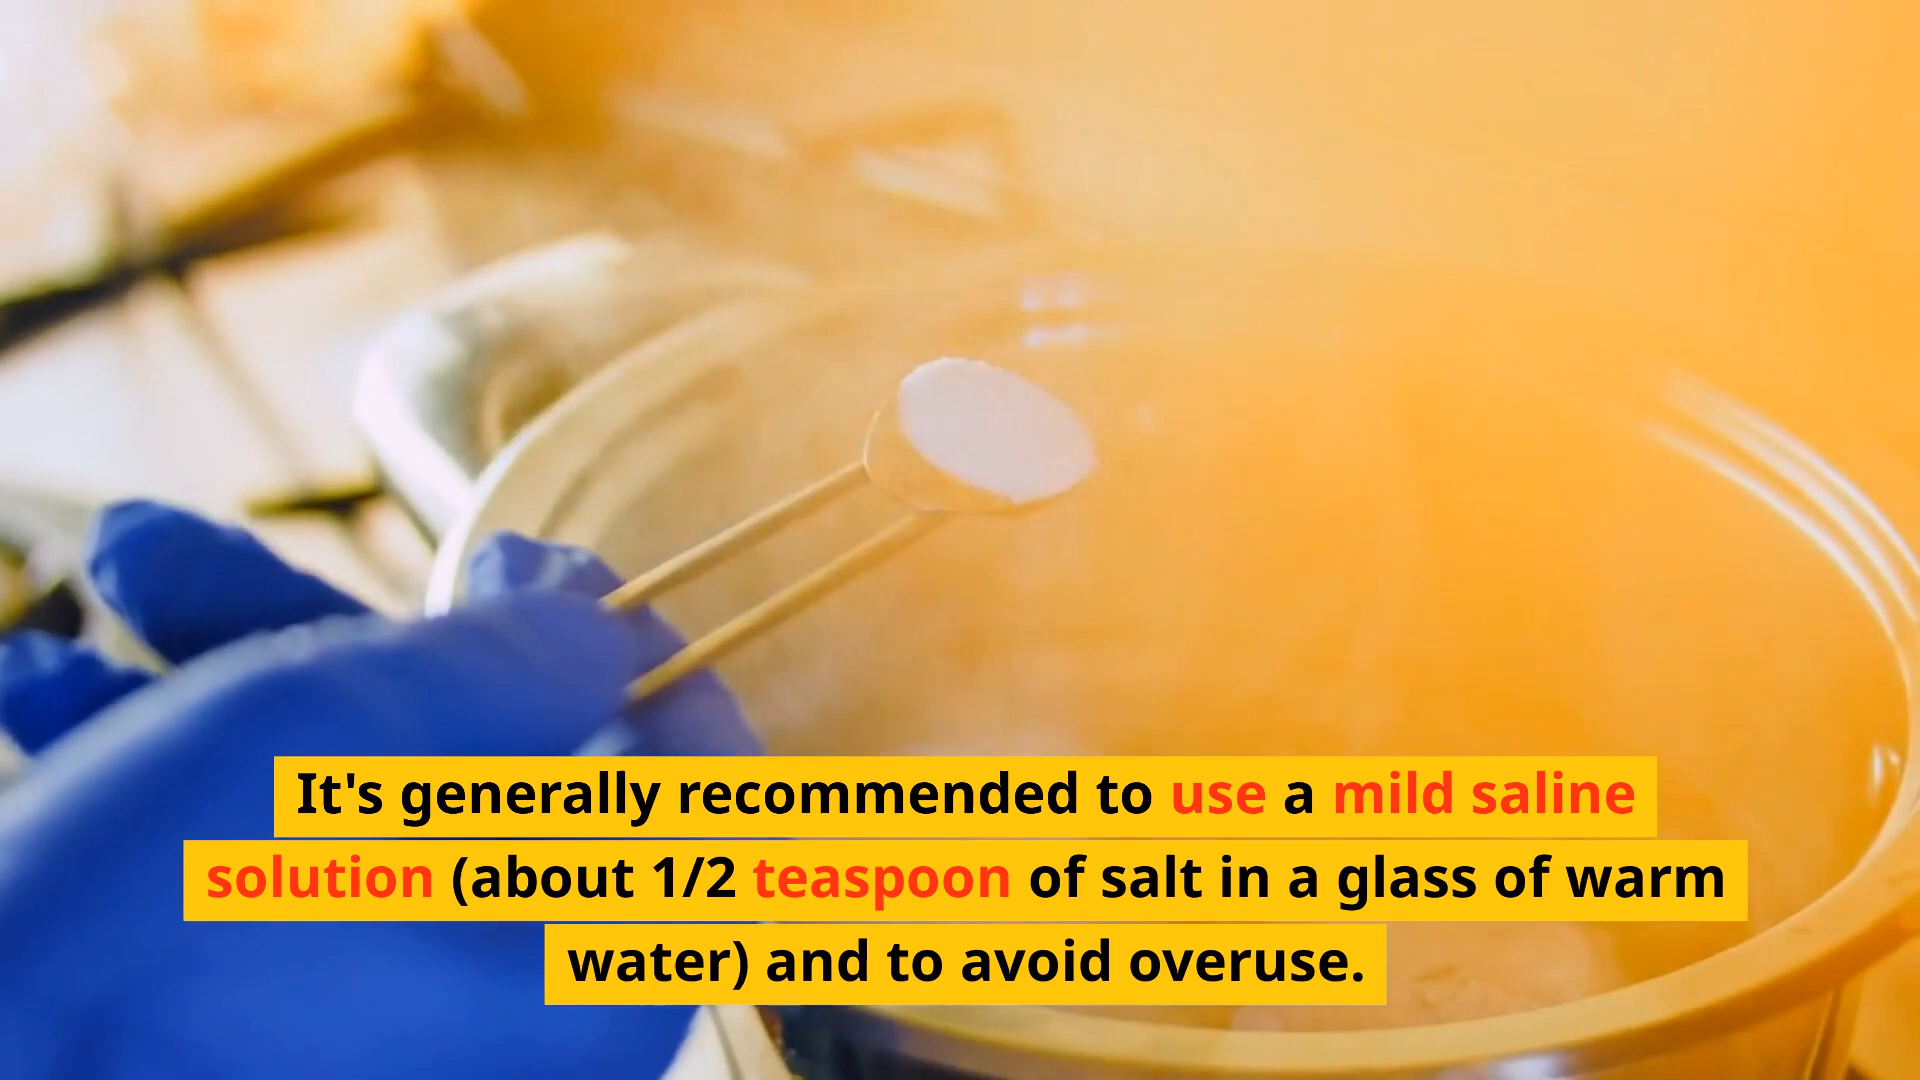 It's generally recommended to use a mild saline
solution (about 1/2 teaspoon of salt in a glass of warm
water) and to avoid overuse.